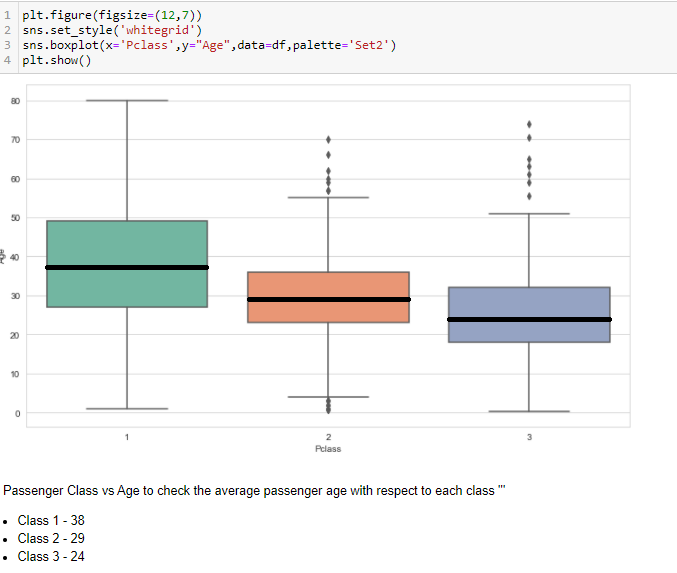 1 plt.figure(figsize=(12,7))
2 sns.set_style('whitegrid')
3 sns.boxplot(x='Pclass',y="Age",data=df,palette='Set2')
4 plt.show()
80
70
60
50
Age
40
30
20
10
0
1 2 3
Pclass
Passenger Class vs Age to check the average passenger age with respect to each class '''
• Class 1 - 38
• Class 2 - 29
• Class 3 - 24